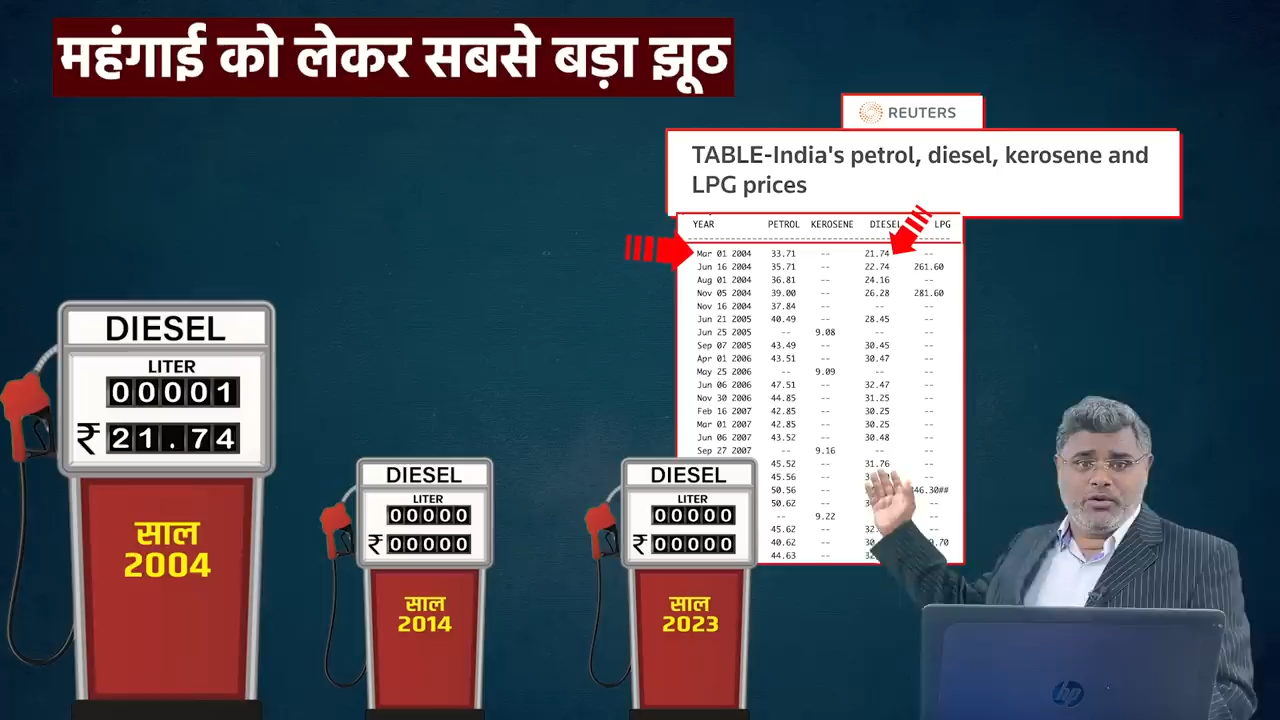 महंगाई को लेकर सबसे बड़ा झूठ
REUTERS
TABLE-India's petrol, diesel, kerosene and
LPG prices
YEAR PETROL KEROSENE DIESEL LPG
Mar 01 2004 33.71 -- 21.74 --
Jun 16 2004 35.71 -- 22.74 261.60
Aug 01 2004 36.81 -- 24.16 --
Nov 05 2004 39.00 -- 26.28 281.60
Nov 16 2004 37.84 -- -- --
Jun 21 2005 40.49 -- 28.45 --
Jun 25 2005 -- 9.08 -- --
Sep 07 2005 43.49 -- 30.45 --
Apr 01 2006 43.51 -- 30.47 --
May 25 2006 -- 9.09 -- --
Jun 06 2006 47.51 -- 32.47 --
Nov 30 2006 44.85 -- 31.25 --
Feb 16 2007 42.85 -- 30.25 --
Mar 01 2007 42.85 -- 30.25 --
Jun 06 2007 43.52 -- 30.48 --
Sep 27 2007 -- 9.16 -- --
45.52 -- 31.76 --
45.56 -- --
50.56 -- 46.30##
50.62 --
-- 9.22 --
45.62 --
40.62 -- .70
44.63 -- --
DIESEL
LITER
00001
₹ 21.74
साल
2004
DIESEL
LITER
00000
₹ 00000
साल
2014
DIESEL
LITER
00000
₹ 00000
साल
2023
hp